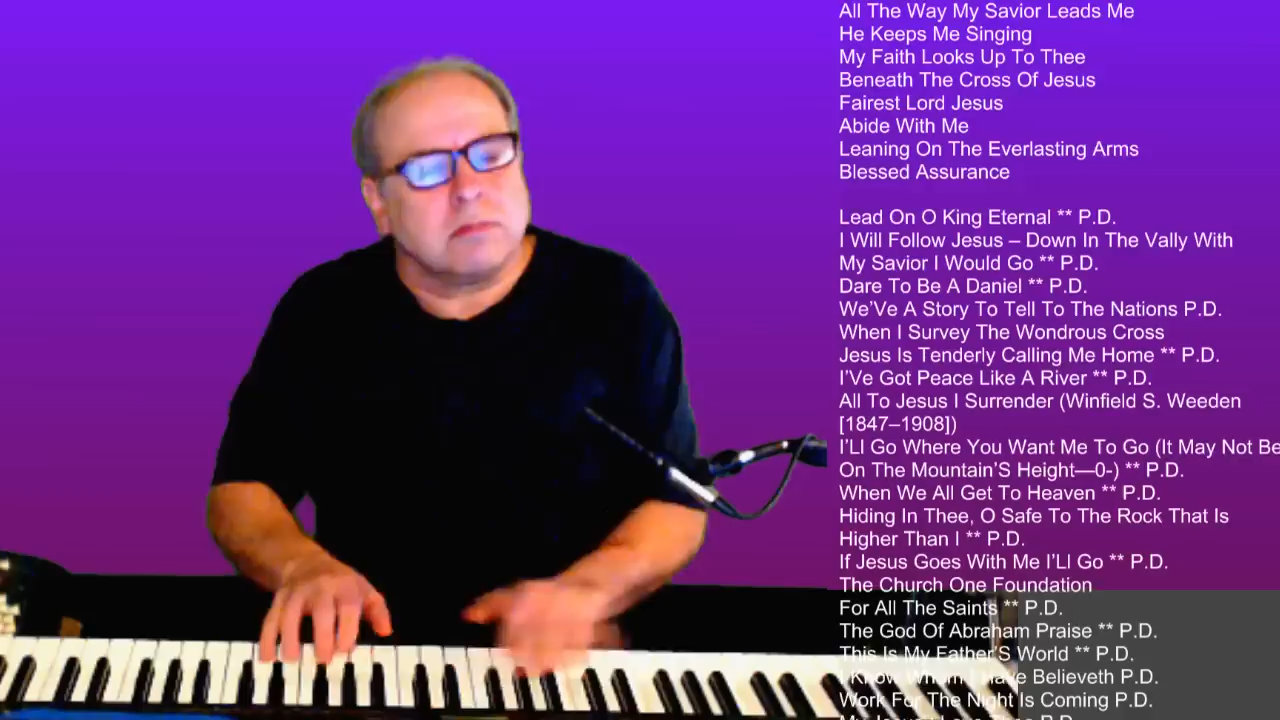 All The Way My Savior Leads Me
He Keeps Me Singing
My Faith Looks Up To Thee
Beneath The Cross Of Jesus
Fairest Lord Jesus
Abide With Me
Leaning On The Everlasting Arms
Blessed Assurance
Lead On O King Eternal ** P.D.
I Will Follow Jesus – Down In The Vally With
My Savior I Would Go ** P.D.
Dare To Be A Daniel ** P.D.
We’Ve A Story To Tell To The Nations P.D.
When I Survey The Wondrous Cross
Jesus Is Tenderly Calling Me Home ** P.D.
I’Ve Got Peace Like A River ** P.D.
All To Jesus I Surrender (Winfield S. Weeden
[1847–1908])
I’Ll Go Where You Want Me To Go (It May Not Be
On The Mountain’S Height—0-) ** P.D.
When We All Get To Heaven ** P.D.
Hiding In Thee, O Safe To The Rock That Is
Higher Than I ** P.D.
If Jesus Goes With Me I’Ll Go ** P.D.
The Church One Foundation
For All The Saints ** P.D.
The God Of Abraham Praise ** P.D.
This Is My Father’S World ** P.D.
I Know Whom I Have Believeth P.D.
Work For The Night Is Coming P.D.
My Jesus I Love Thee P.D.